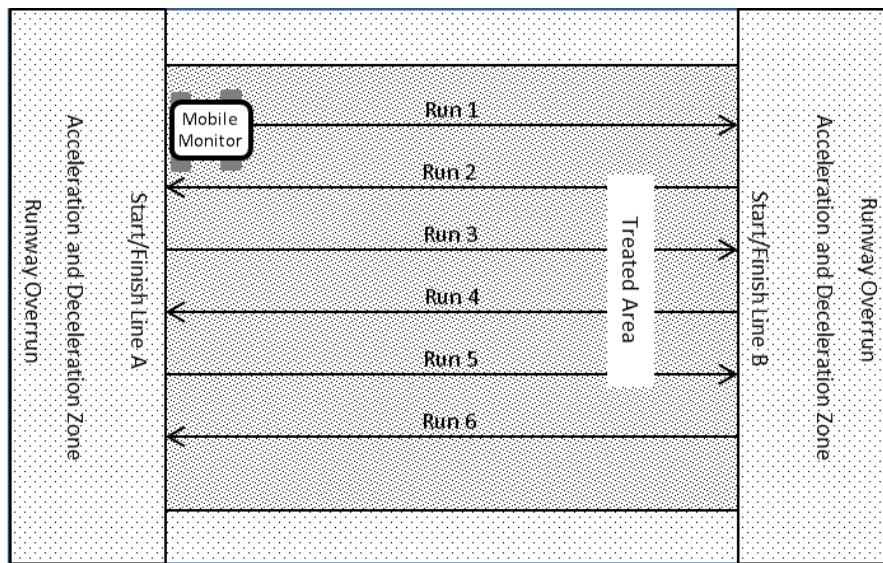 Runway Overrun
Acceleration and Deceleration Zone
Start/Finish Line A
Mobile
Monitor
Run 1
Run 2
Run 3
Run 4
Run 5
Run 6
Treated Area
Start/Finish Line B
Acceleration and Deceleration Zone
Runway Overrun